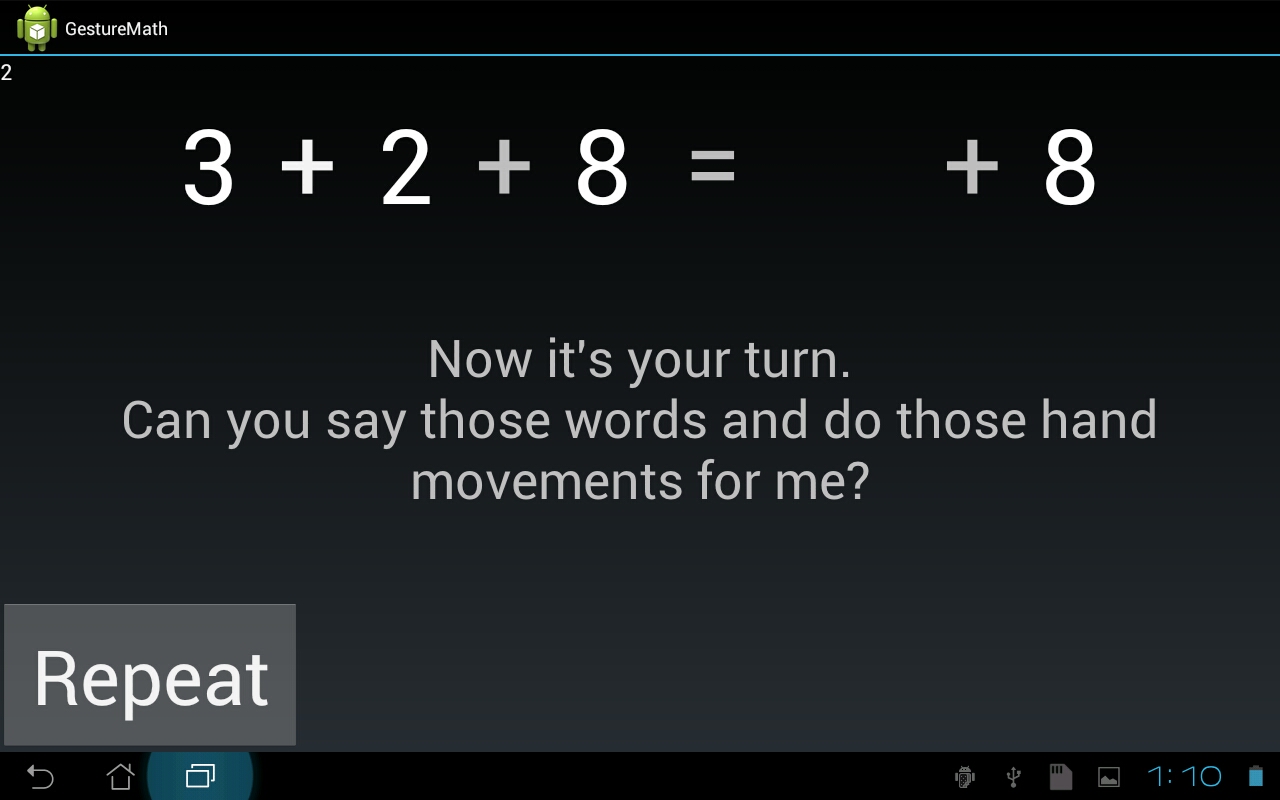 GestureMath
2
3 + 2 + 8 = + 8
Now it's your turn.
Can you say those words and do those hand
movements for me?
Repeat
1:10